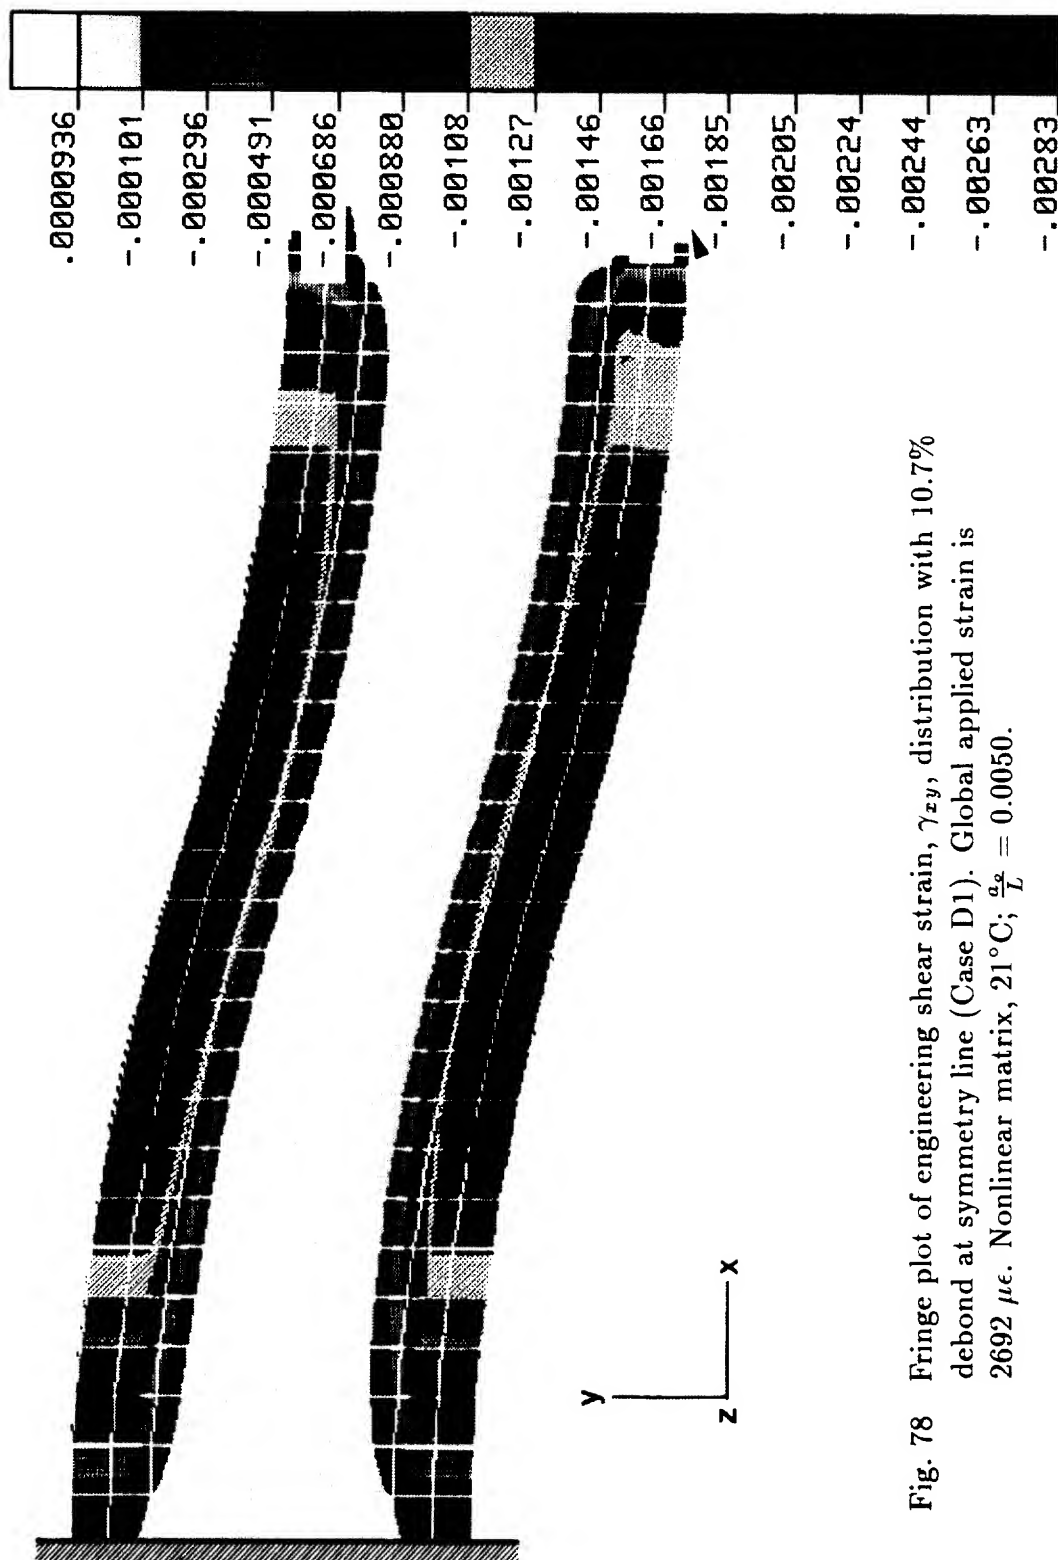 .0000936
-.000101
-.000296
-.000491
-.000686
-.000880
-.00108
-.00127
-.00146
-.00166
-.00185
-.00205
-.00224
-.00244
-.00263
-.00283
y
z
x
Fig. 78 Fringe plot of engineering shear strain, γxy, distribution with 10.7%
debond at symmetry line (Case D1). Global applied strain is
2692 με. Nonlinear matrix, 21°C; ao/L = 0.0050.